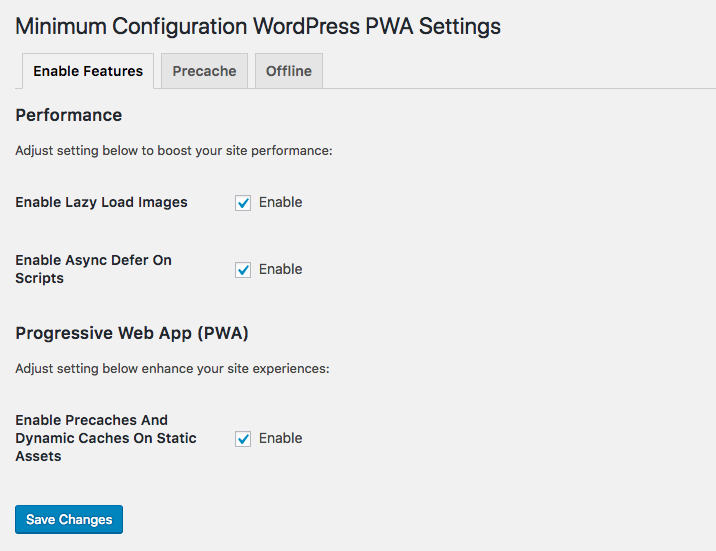 Minimum Configuration WordPress PWA Settings
Enable Features Precache Offline
Performance
Adjust setting below to boost your site performance:
Enable Lazy Load Images Enable
Enable Async Defer On
Scripts
Enable
Progressive Web App (PWA)
Adjust setting below enhance your site experiences:
Enable Precaches And
Dynamic Caches On Static
Assets
Enable
Save Changes